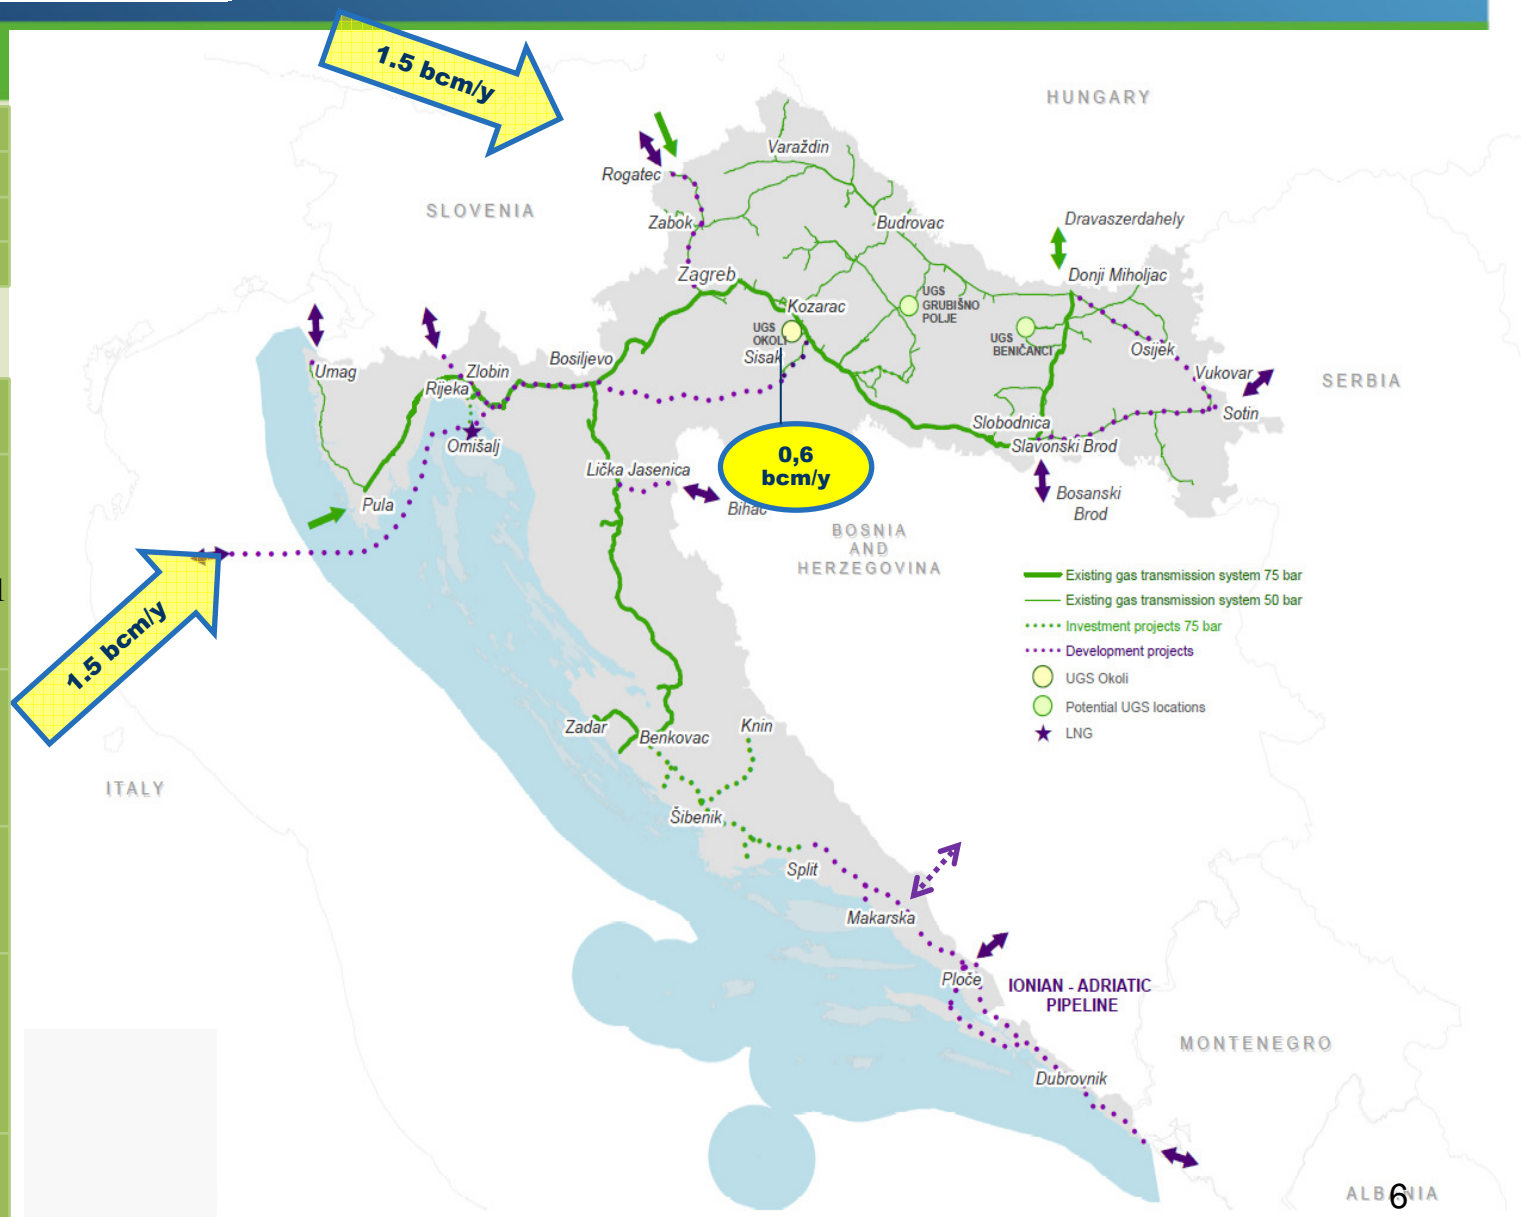 1.5 bcm/y
HUNGARY
Varaždin
Rogatec
SLOVENIA
Zabok
Budrovac
Dravaszerdahely
Zagreb
Donji Miholjac
UGS
GRUBIŠNO
POLJE
Kozarac
UGS
OKOLI
UGS
BENIČANCI
Sisak
Osijek
Bosiljevo
Umag
Zlobin
Rijeka
Vukovar
SERBIA
Sotin
Slobodnica
Slavonski Brod
Omišalj
0,6
bcm/y
Lička Jasenica
Bihać
Bosanski
Brod
Pula
BOSNIA
AND
HERZEGOVINA
Existing gas transmission system 75 bar
Existing gas transmission system 50 bar
Investment projects 75 bar
Development projects
UGS Okoli
Potential UGS locations
LNG
1.5 bcm/y
Zadar
Benkovac
Knin
ITALY
Šibenik
Split
Makarska
Ploče
IONIAN - ADRIATIC
PIPELINE
MONTENEGRO
Dubrovnik
ALBANIA
6